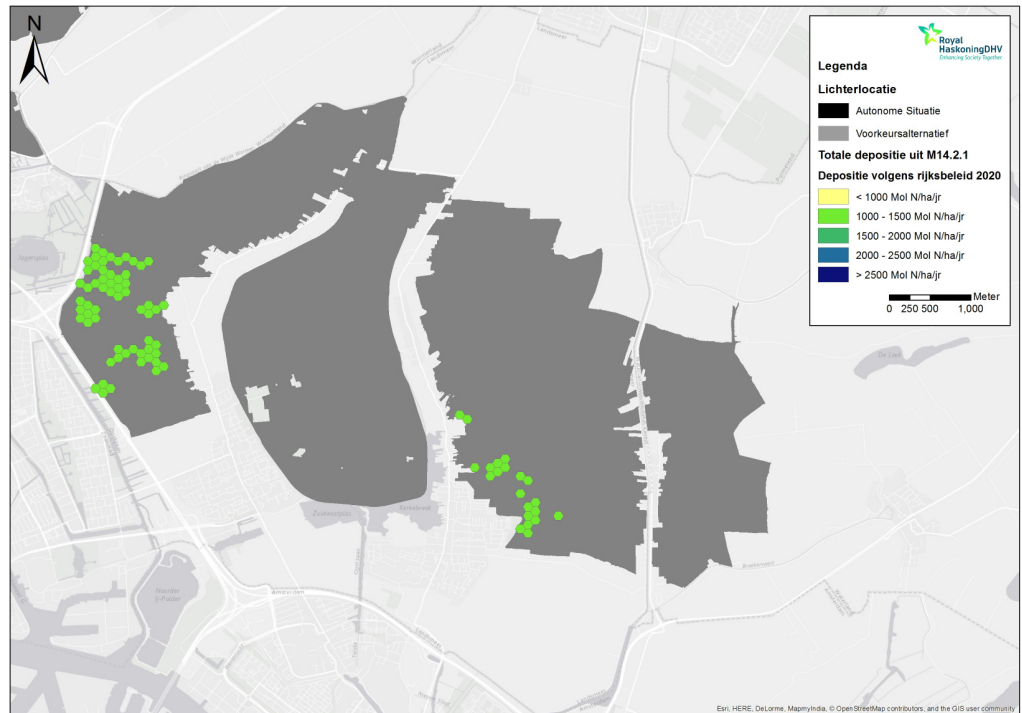 N
Royal
HaskoningDHV
Enhancing Society Together
Legenda
Lichterlocatie
Autonome Situatie
Voorkeursalternatief
Totale depositie uit M14.2.1
Depositie volgens rijksbeleid 2020
< 1000 Mol N/ha/jr
1000 - 1500 Mol N/ha/jr
1500 - 2000 Mol N/ha/jr
2000 - 2500 Mol N/ha/jr
> 2500 Mol N/ha/jr
Meter
0 250 500 1,000
Landsmeer
Jagersplas
De Leek
Kerkebreek
Noorder
Ij-Polder
Esri, HERE, DeLorme, MapmyIndia, © OpenStreetMap contributors, and the GIS user community